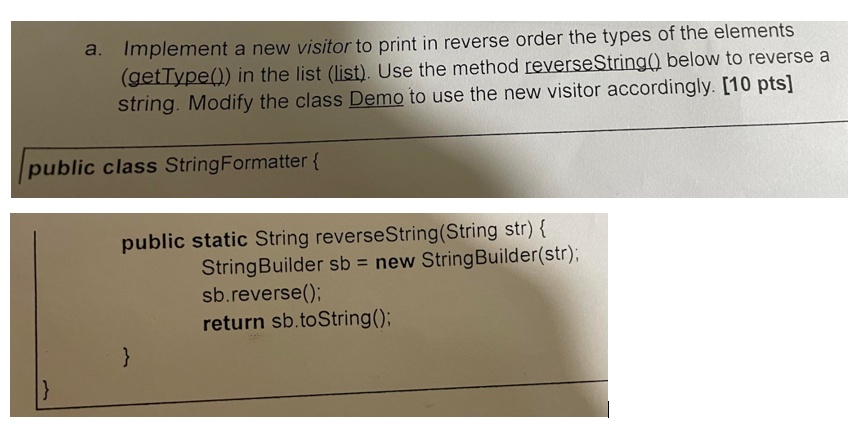 a. Implement a new visitor to print in reverse order the types of the elements
(getType()) in the list (list). Use the method reverseString() below to reverse a
string. Modify the class Demo to use the new visitor accordingly. [10 pts]
public class StringFormatter {
public static String reverseString(String str) {
StringBuilder sb = new StringBuilder(str);
sb.reverse();
return sb.toString();
}
}